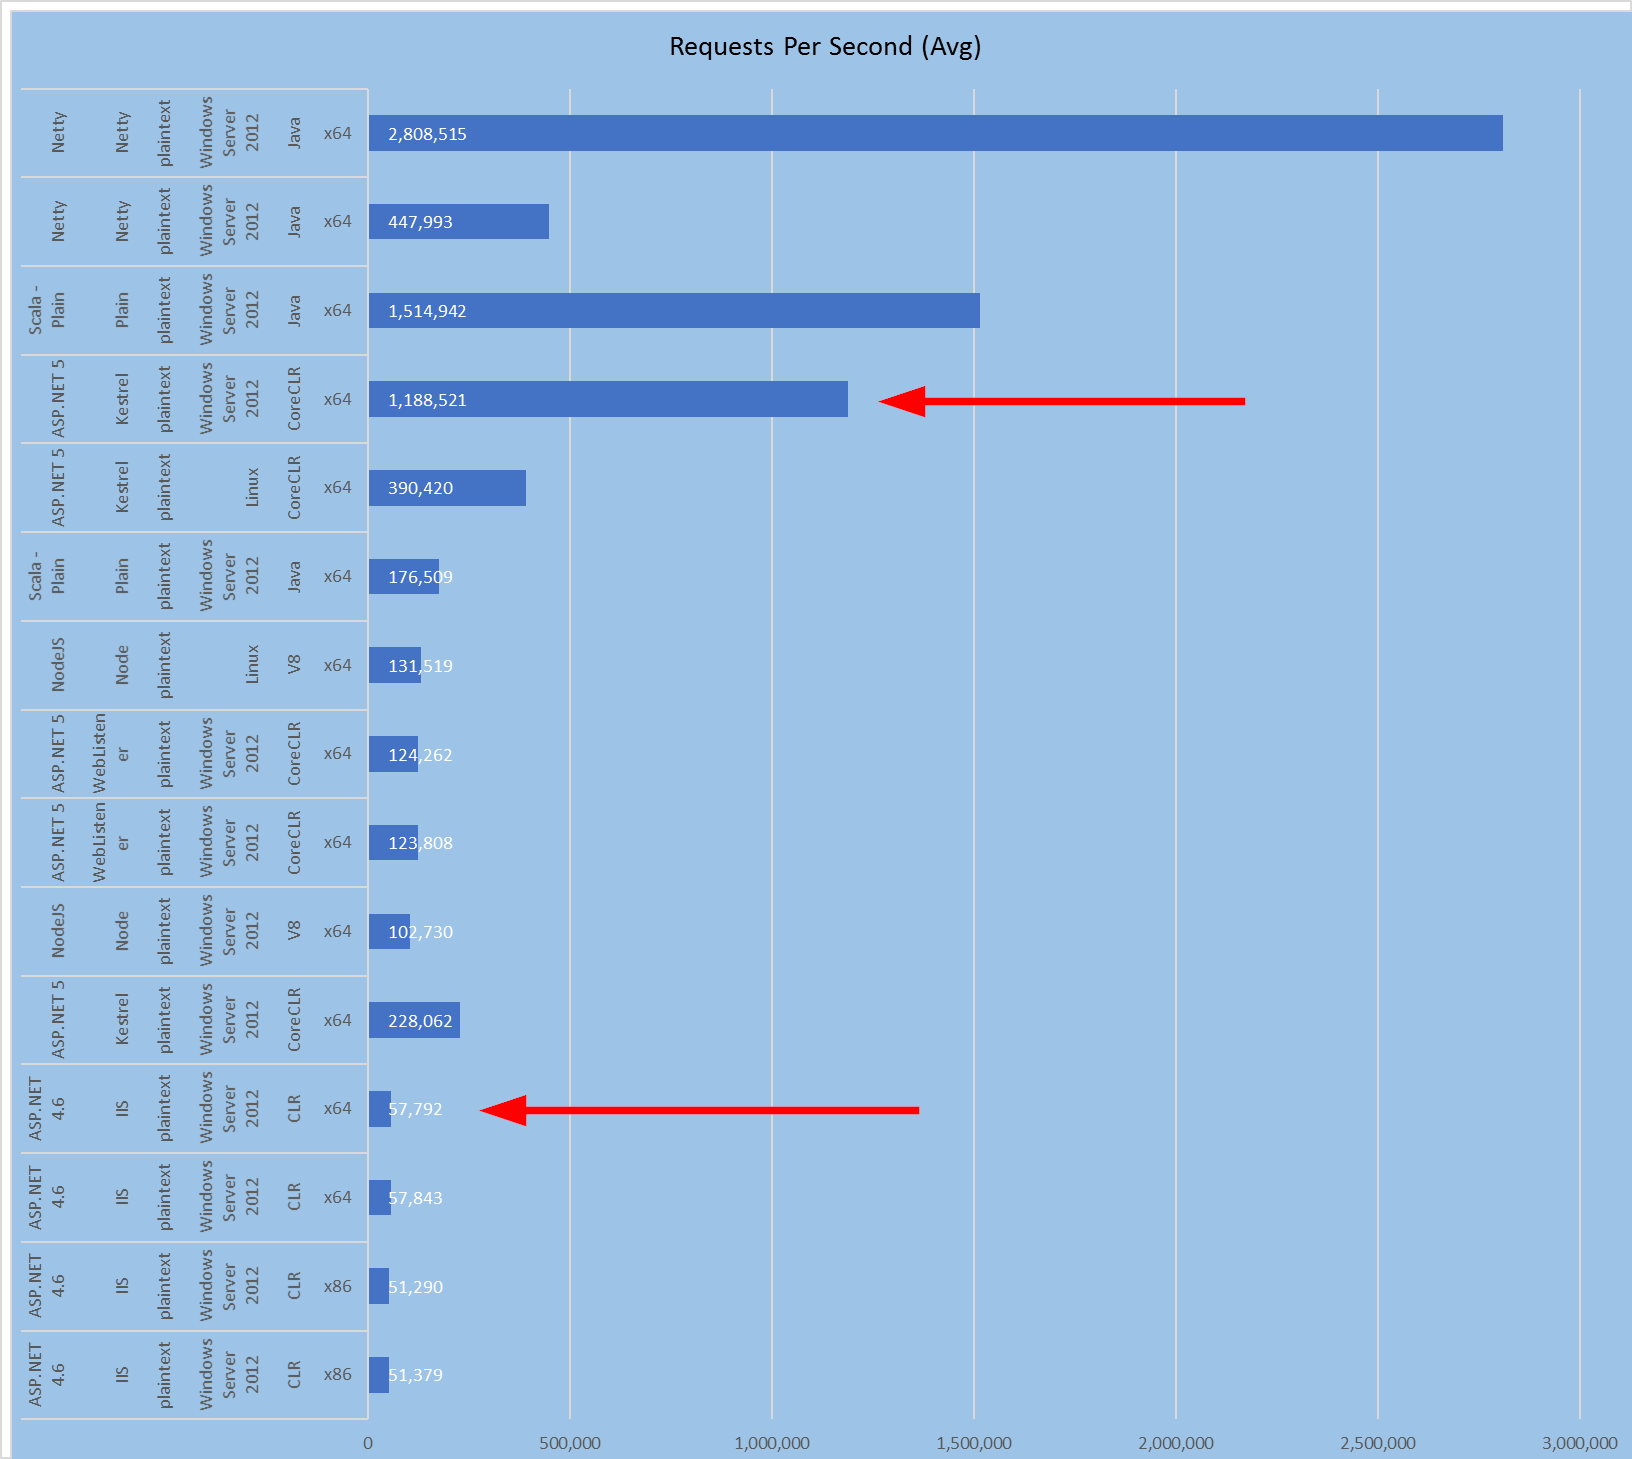 Requests Per Second (Avg)
Netty Netty plaintext Windows Server 2012 Java x64 2,808,515
Netty Netty plaintext Windows Server 2012 Java x64 447,993
Scala - Plain Plain plaintext Windows Server 2012 Java x64 1,514,942
ASP.NET 5 Kestrel plaintext Windows Server 2012 CoreCLR x64 1,188,521
ASP.NET 5 Kestrel plaintext Linux CoreCLR x64 390,420
Scala - Plain Plain plaintext Windows Server 2012 Java x64 176,509
NodeJS Node plaintext Linux V8 x64 131,519
ASP.NET 5 WebListener plaintext Windows Server 2012 CoreCLR x64 124,262
ASP.NET 5 WebListener plaintext Windows Server 2012 CoreCLR x64 123,808
NodeJS Node plaintext Windows Server 2012 V8 x64 102,730
ASP.NET 5 Kestrel plaintext Windows Server 2012 CoreCLR x64 228,062
ASP.NET 4.6 IIS plaintext Windows Server 2012 CLR x64 57,792
ASP.NET 4.6 IIS plaintext Windows Server 2012 CLR x64 57,843
ASP.NET 4.6 IIS plaintext Windows Server 2012 CLR x86 51,290
ASP.NET 4.6 IIS plaintext Windows Server 2012 CLR x86 51,379
0 500,000 1,000,000 1,500,000 2,000,000 2,500,000 3,000,000